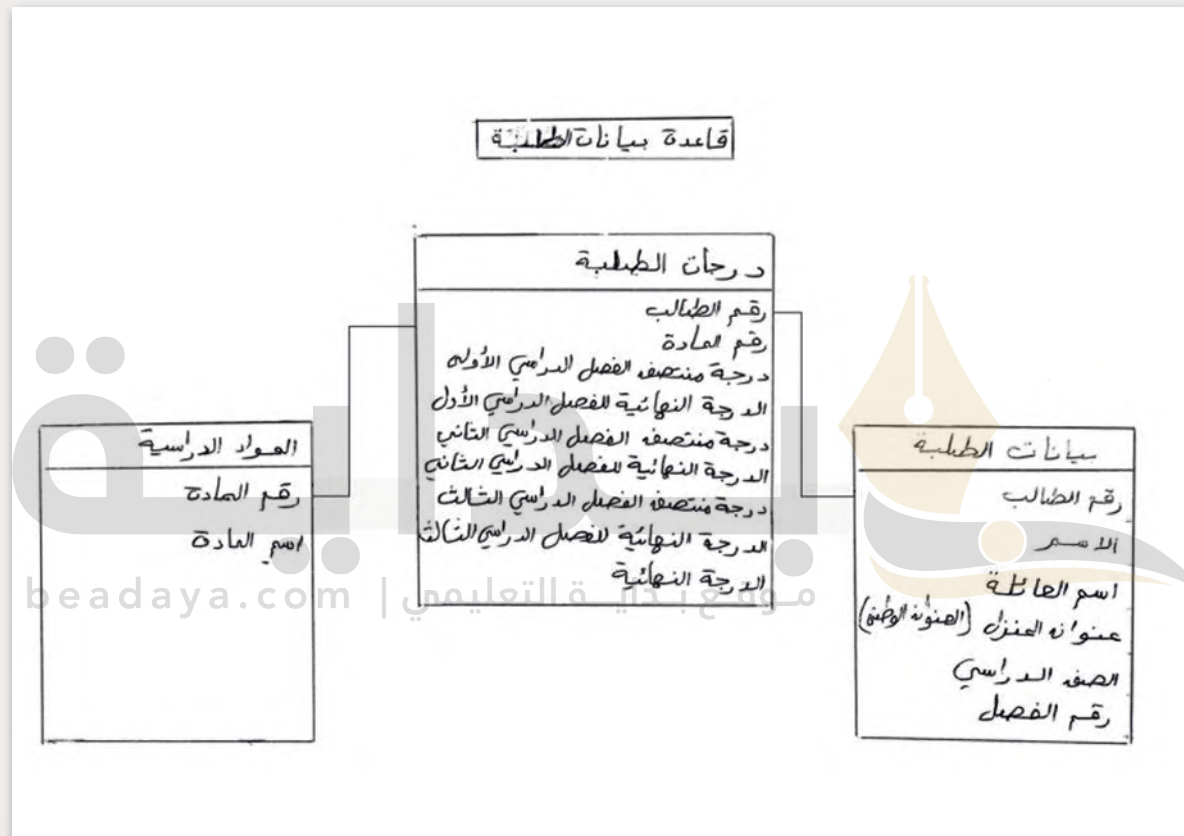 قاعدة بيانات الطلبة
درجات الطلبة
رقم الطالب
رقم المادة
درجة منتصف الفصل الدراسي الأول
الدرجة النهائية للفصل الدراسي الأول
درجة منتصف الفصل الدراسي الثاني
الدرجة النهائية للفصل الدراسي الثاني
درجة منتصف الفصل الدراسي الثالث
الدرجة النهائية للفصل الدراسي الثالث
الدرجة النهائية
بيانات الطلبة
رقم الطالب
الاسم
اسم العائلة
عنوان المنزل (العنوان الوطني)
الصف الدراسي
رقم الفصل
المواد الدراسية
رقم المادة
اسم المادة
بداية
موقع بداية التعليمي | beadaya.com